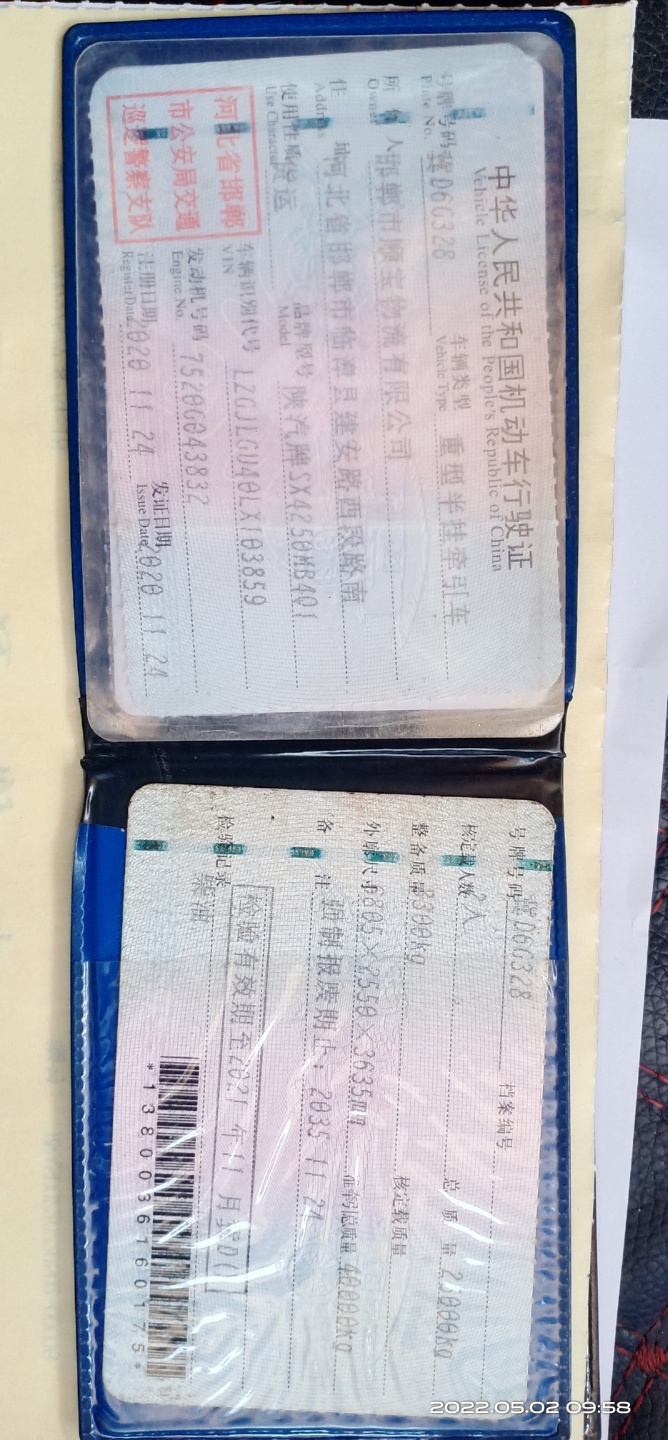 中华人民共和国机动车行驶证
Vehicle License of the People's Republic of China
号牌号码 冀D6G328 车辆类型 重型半挂牵引车
Plate No. Vehicle Type
所有人 邯郸市顺宝物流有限公司
Owner
住址 河北省邯郸市临漳县建安路西段路南
Address
使用性质 货运 品牌型号 陕汽牌SX4250MB4Q1
Use Character Model
河北省邯郸
市公安局交通
巡逻警察支队
车辆识别代号 LZGJLGU40LX103859
VIN
发动机号码 7520G043832
Engine No.
注册日期 2020 11 24 发证日期 2020 11 24
Register Date Issue Date
号牌号码 冀D6G328 档案编号
核定载人数 2人 总质量 25000kg
整备质量 8800kg 核定载质量
外廓尺寸 6805×2550×3635mm 准牵引总质量 40000kg
备注 强制报废期止：2035 11 24
检验记录 检验有效期至2021年11月
柴油
*1380036160175*
2022.05.02 09:58